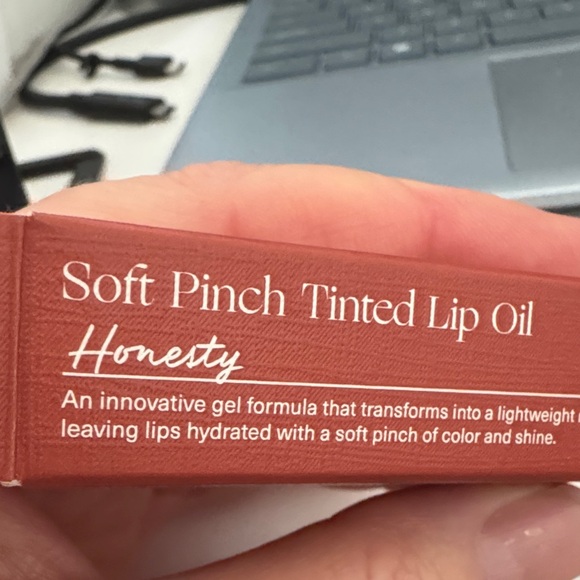 Soft Pinch Tinted Lip Oil
Honesty
An innovative gel formula that transforms into a lightweight
leaving lips hydrated with a soft pinch of color and shine.